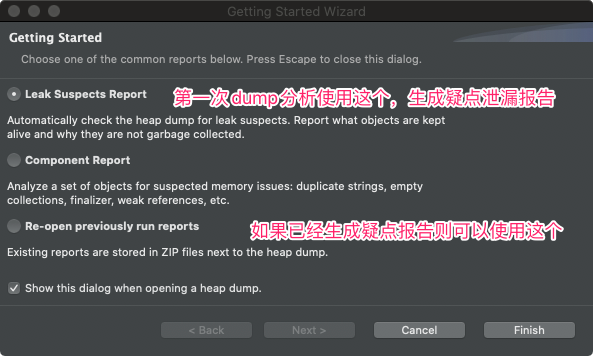 Getting Started Wizard
Getting Started
Choose one of the common reports below. Press Escape to close this dialog.
Leak Suspects Report
第一次dump分析使用这个，生成疑点泄漏报告
Automatically check the heap dump for leak suspects. Report what objects are kept
alive and why they are not garbage collected.
Component Report
Analyze a set of objects for suspected memory issues: duplicate strings, empty
collections, finalizer, weak references, etc.
Re-open previously run reports
如果已经生成疑点报告则可以使用这个
Existing reports are stored in ZIP files next to the heap dump.
Show this dialog when opening a heap dump.
< Back
Next >
Cancel
Finish